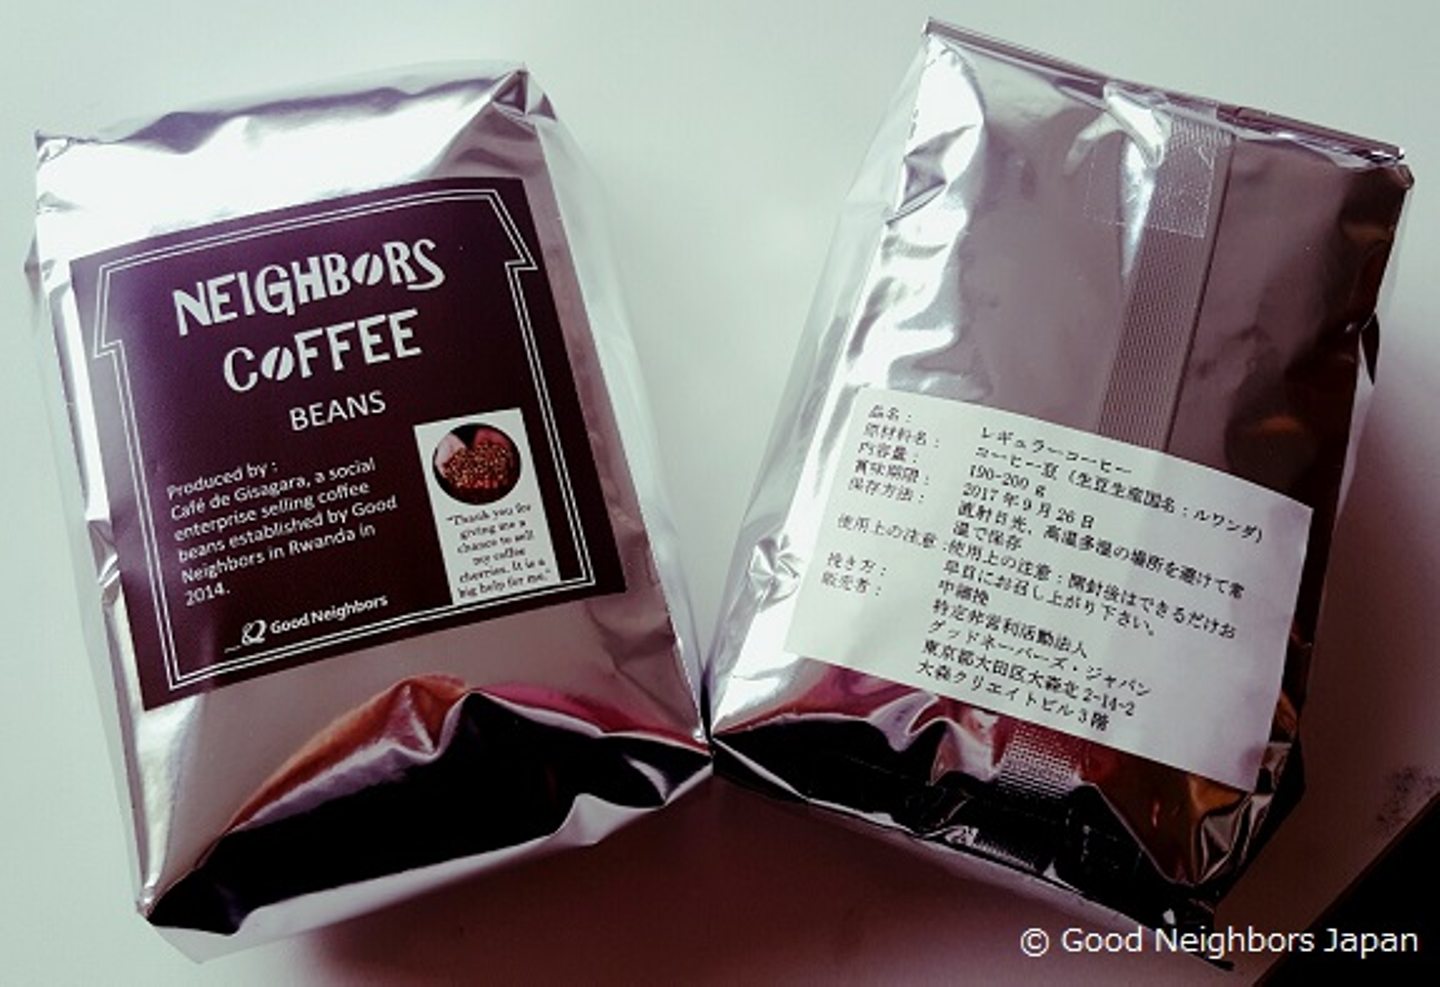 NEIGHBORS
COFFEE
BEANS
Produced by :
Café de Gisagara, a social
enterprise selling coffee
beans established by Good
Neighbors in Rwanda in
2014.
"Thank you for
giving me a
chance to sell
my coffee
cherries. It is a
big help for me."
Good Neighbors
品名： レギュラーコーヒー
原材料名： コーヒー豆（生豆生産国名：ルワンダ）
内容量： 190-200 g
賞味期限： 2017 年 9 月 26 日
保存方法： 直射日光、高温多湿の場所を避けて常
温で保存
使用上の注意：使用上の注意：開封後はできるだけお
早目にお召し上がり下さい。
挽き方： 中細挽
販売者： 特定非営利活動法人
グッドネーバーズ・ジャパン
東京都大田区大森北 2-14-2
大森クリエイトビル 3 階
© Good Neighbors Japan